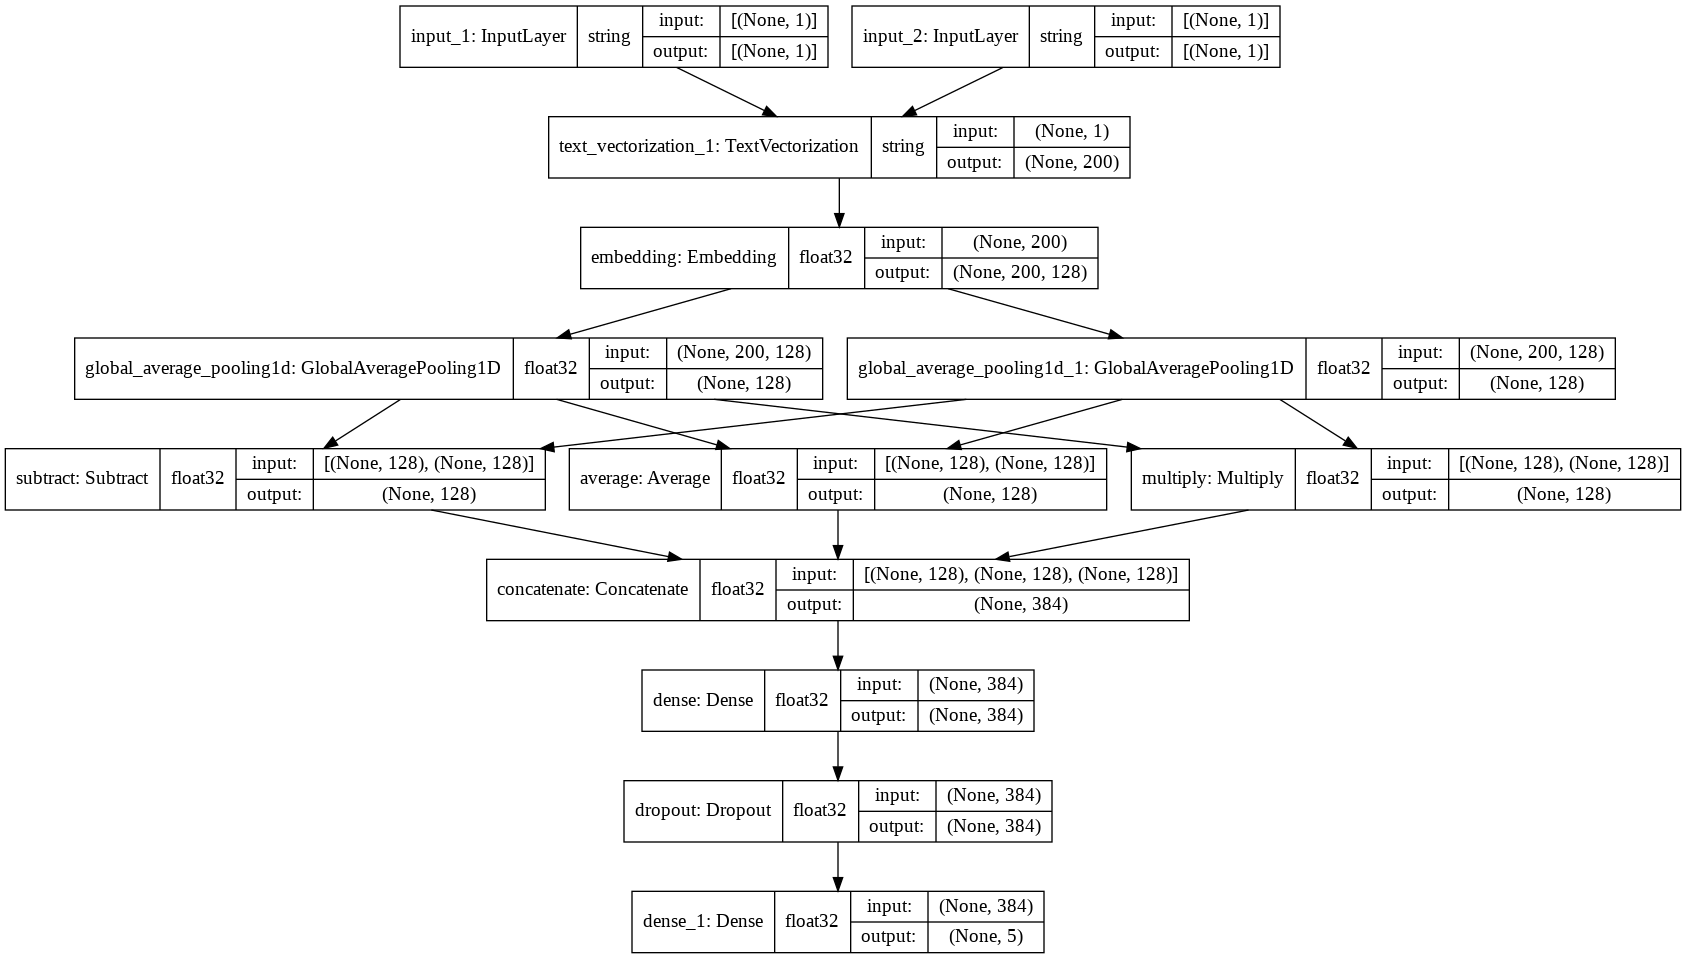 input_1: InputLayer string input: [(None, 1)]
output: [(None, 1)]
input_2: InputLayer string input: [(None, 1)]
output: [(None, 1)]
text_vectorization_1: TextVectorization string input: (None, 1)
output: (None, 200)
embedding: Embedding float32 input: (None, 200)
output: (None, 200, 128)
global_average_pooling1d: GlobalAveragePooling1D float32 input: (None, 200, 128)
output: (None, 128)
global_average_pooling1d_1: GlobalAveragePooling1D float32 input: (None, 200, 128)
output: (None, 128)
subtract: Subtract float32 input: [(None, 128), (None, 128)]
output: (None, 128)
average: Average float32 input: [(None, 128), (None, 128)]
output: (None, 128)
multiply: Multiply float32 input: [(None, 128), (None, 128)]
output: (None, 128)
concatenate: Concatenate float32 input: [(None, 128), (None, 128), (None, 128)]
output: (None, 384)
dense: Dense float32 input: (None, 384)
output: (None, 384)
dropout: Dropout float32 input: (None, 384)
output: (None, 384)
dense_1: Dense float32 input: (None, 384)
output: (None, 5)